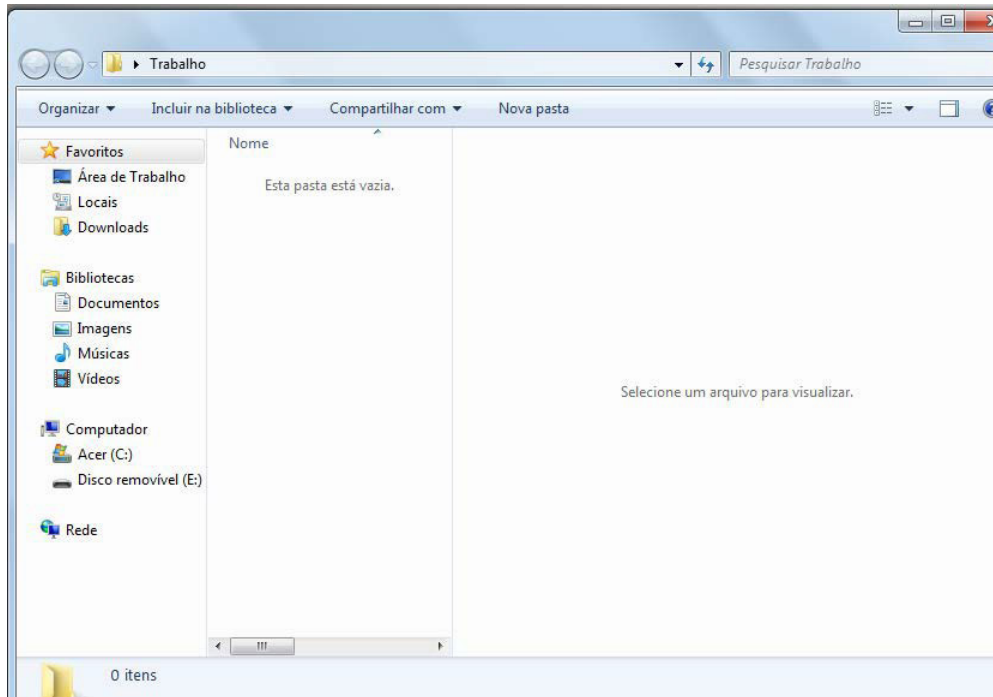 Trabalho
Pesquisar Trabalho
Organizar
Incluir na biblioteca
Compartilhar com
Nova pasta
Favoritos
Área de Trabalho
Locais
Downloads
Bibliotecas
Documentos
Imagens
Músicas
Vídeos
Computador
Acer (C:)
Disco removível (E:)
Rede
Nome
Esta pasta está vazia.
Selecione um arquivo para visualizar.
0 itens